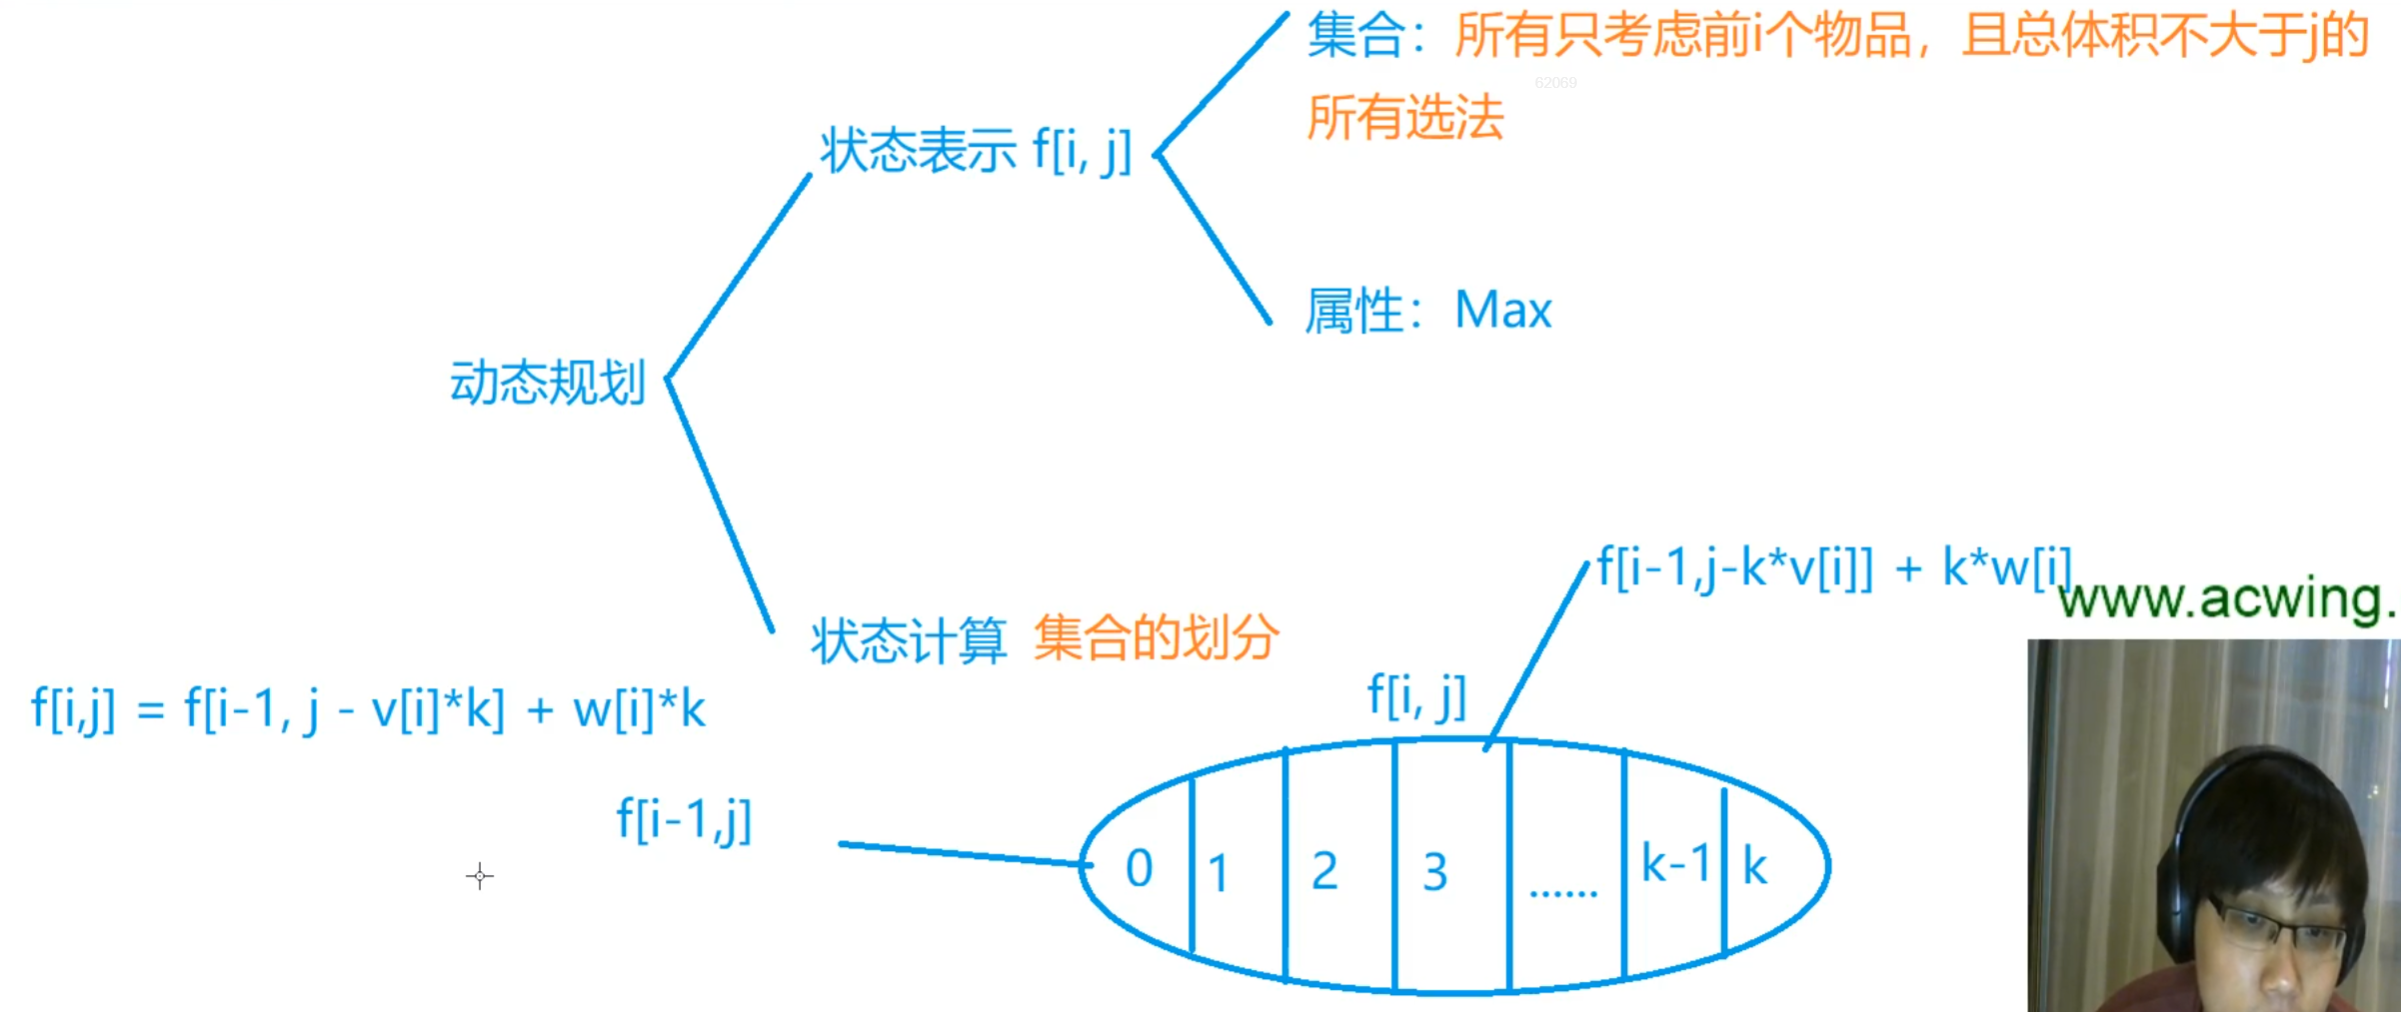 集合：所有只考虑前i个物品，且总体积不大于j的
62069
所有选法
状态表示 f[i, j]
属性：Max
动态规划
f[i-1,j-k*v[i]] + k*w[i]
www.acwing.
状态计算 集合的划分
f[i,j] = f[i-1, j - v[i]*k] + w[i]*k
f[i, j]
f[i-1,j]
0 1 2 3 ...... k-1 k